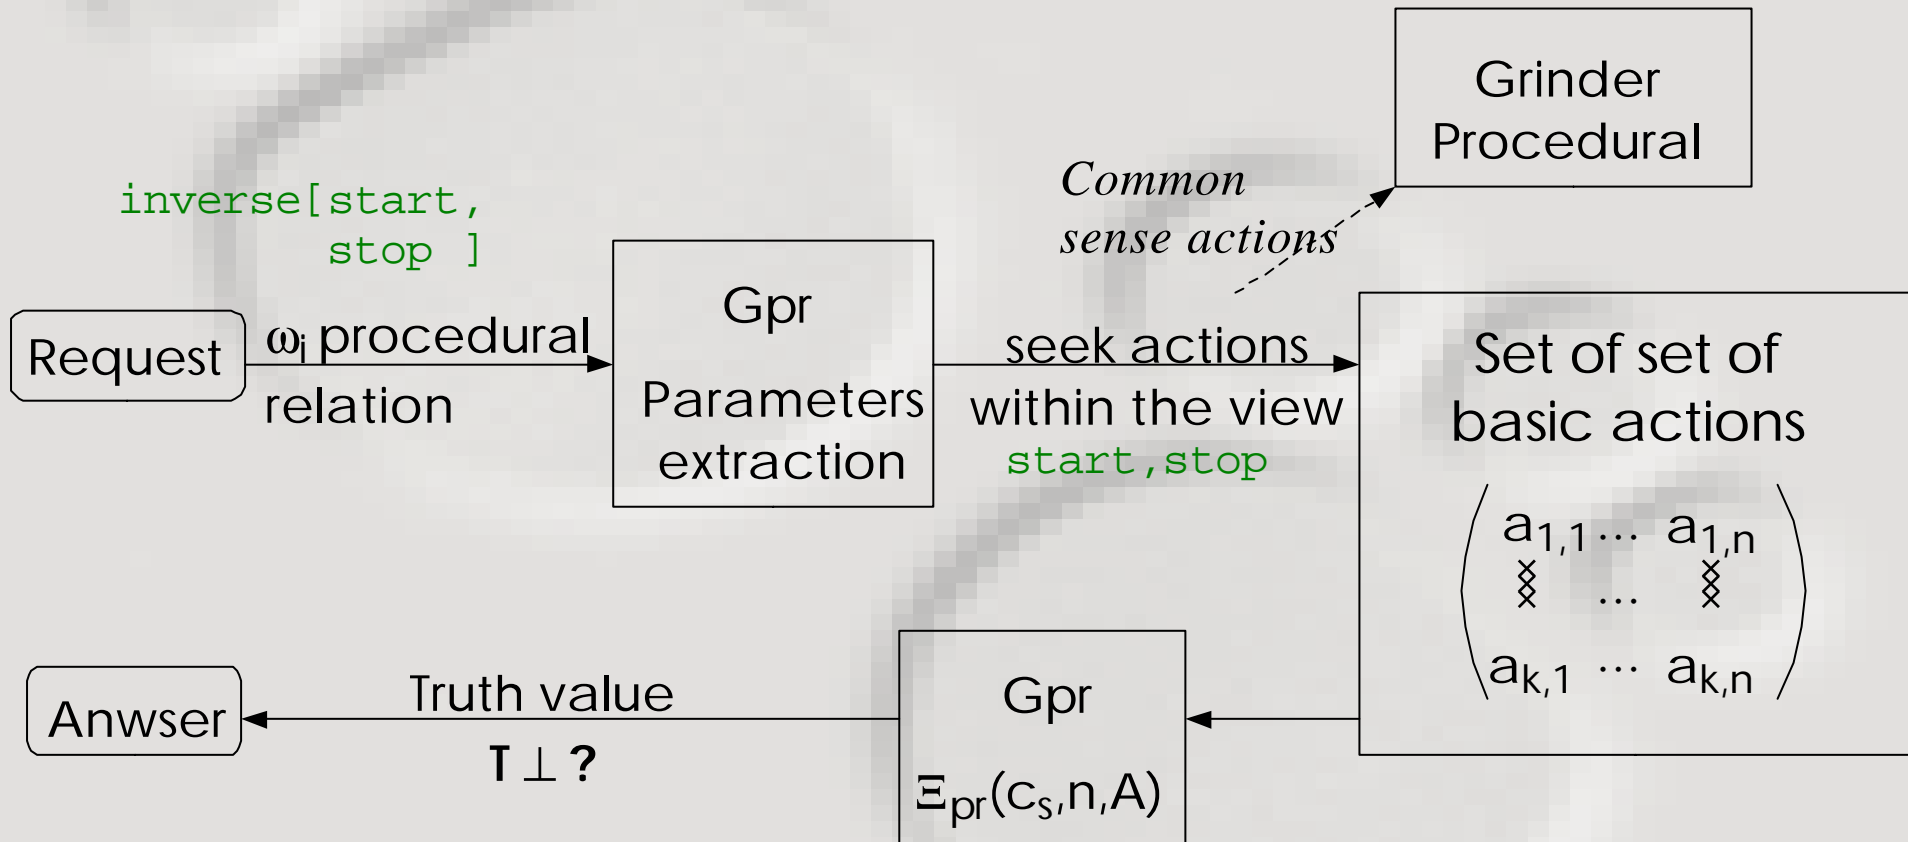 Grinder
Procedural
Common
sense actions
inverse[start,
stop ]
Request
ωi procedural
relation
Gpr
Parameters
extraction
seek actions
within the view
start,stop
Set of set of
basic actions
a1,1 ... a1,n
...
ak,1 ... ak,n
Gpr
Ξpr(cs,n,A)
Truth value
T ⊥ ?
Anwser